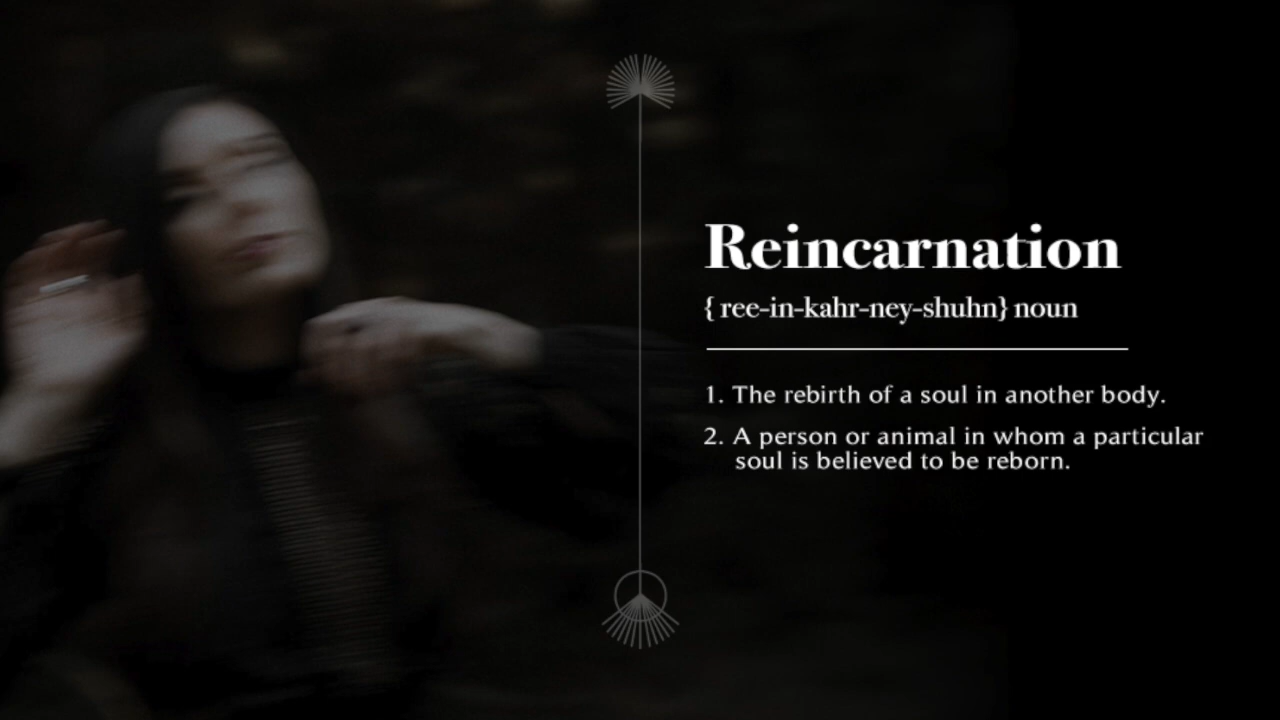 Reincarnation
{ ree-in-kahr-ney-shuhn} noun
1. The rebirth of a soul in another body.
2. A person or animal in whom a particular
soul is believed to be reborn.